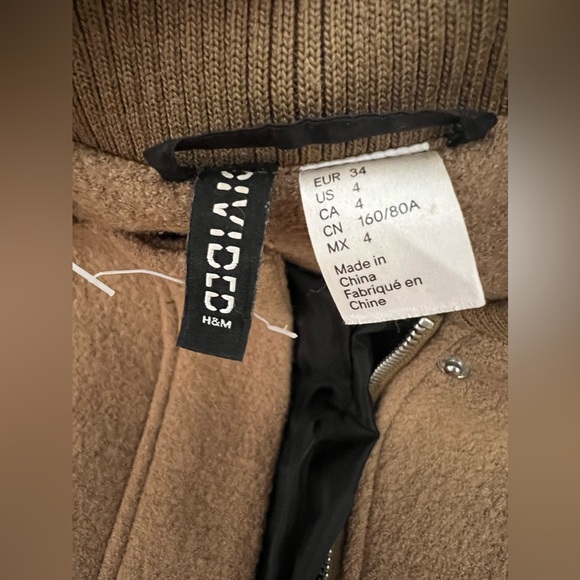 DIVIDED
H&M
EUR 34
US 4
CA 4
CN 160/80A
MX 4
Made in
China
Fabriqué en
Chine